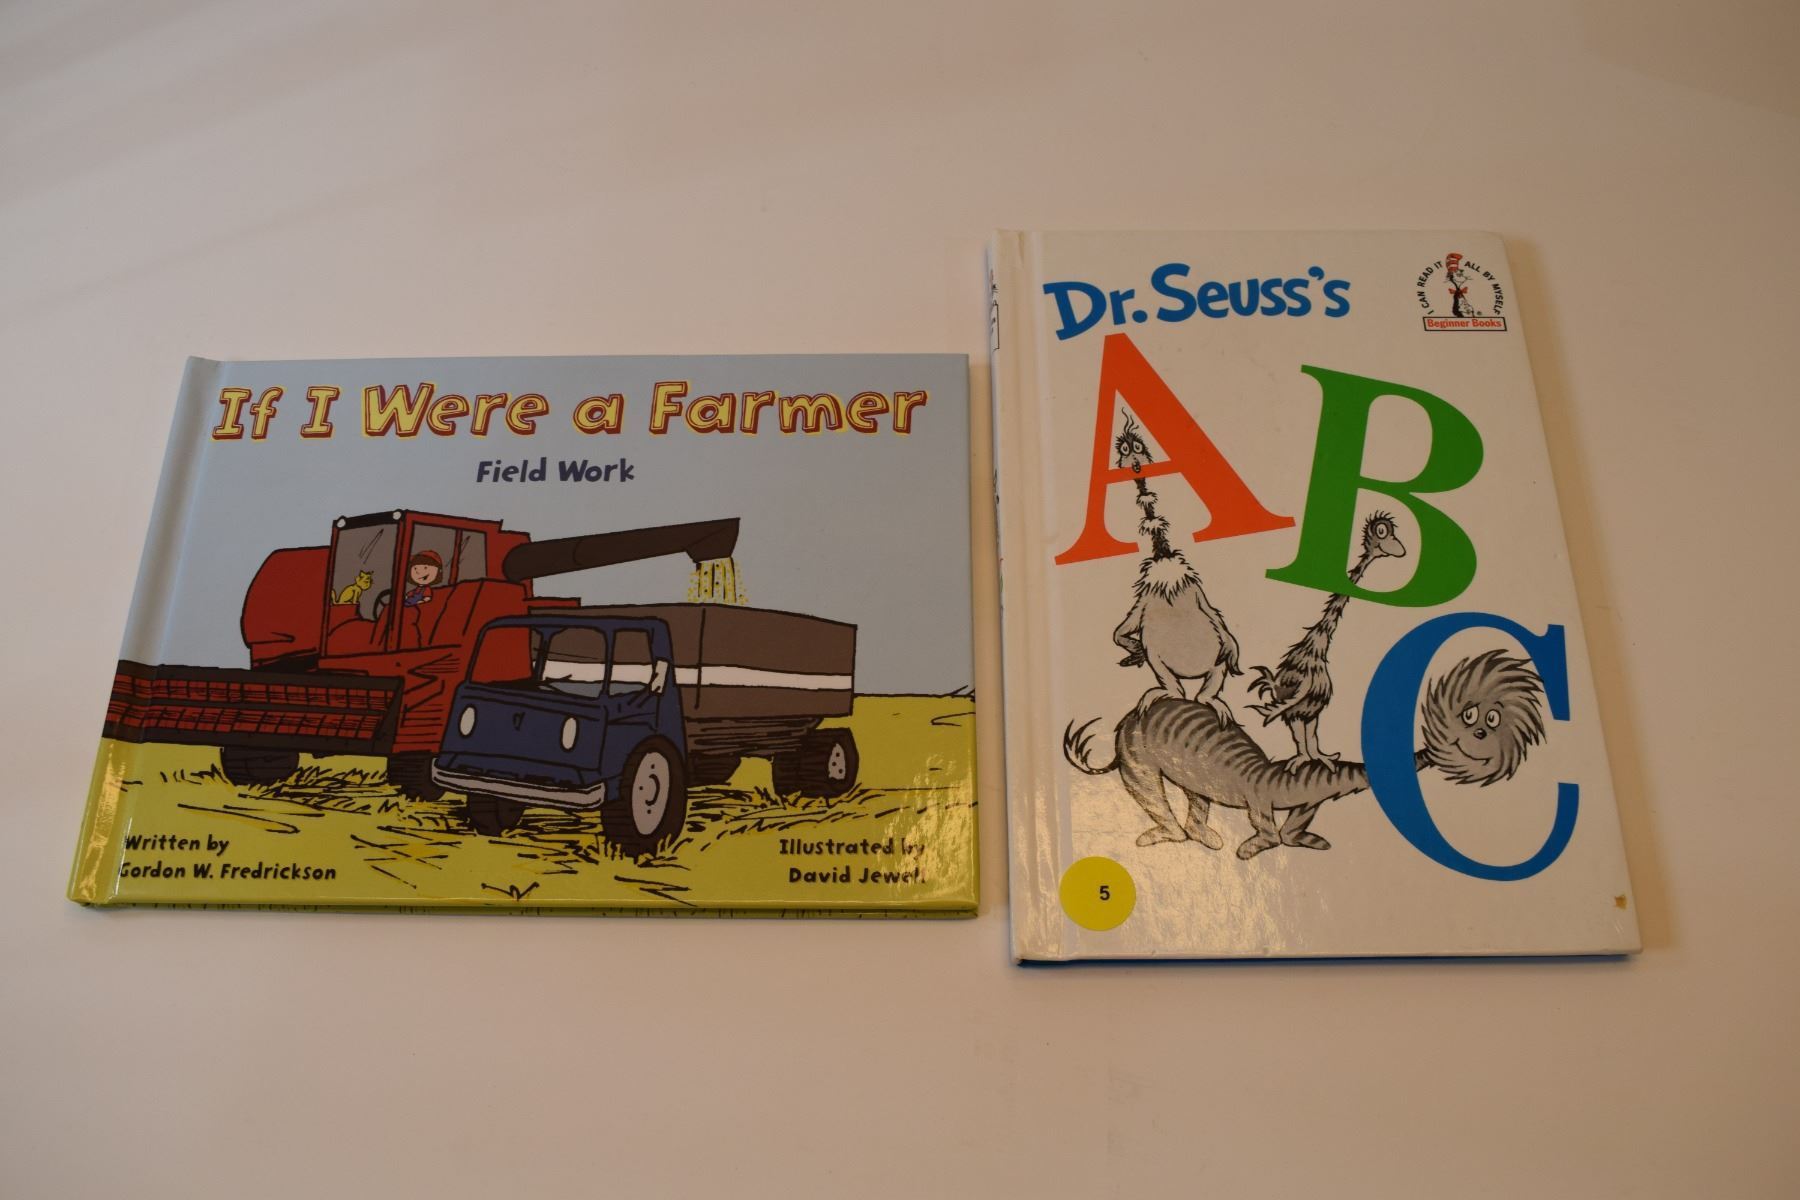 If I Were a Farmer
Field Work
Written by
Gordon W. Fredrickson
Illustrated by
David Jewell
Dr. Seuss's
I CAN READ IT ALL BY MYSELF
Beginner Books
A B C
5